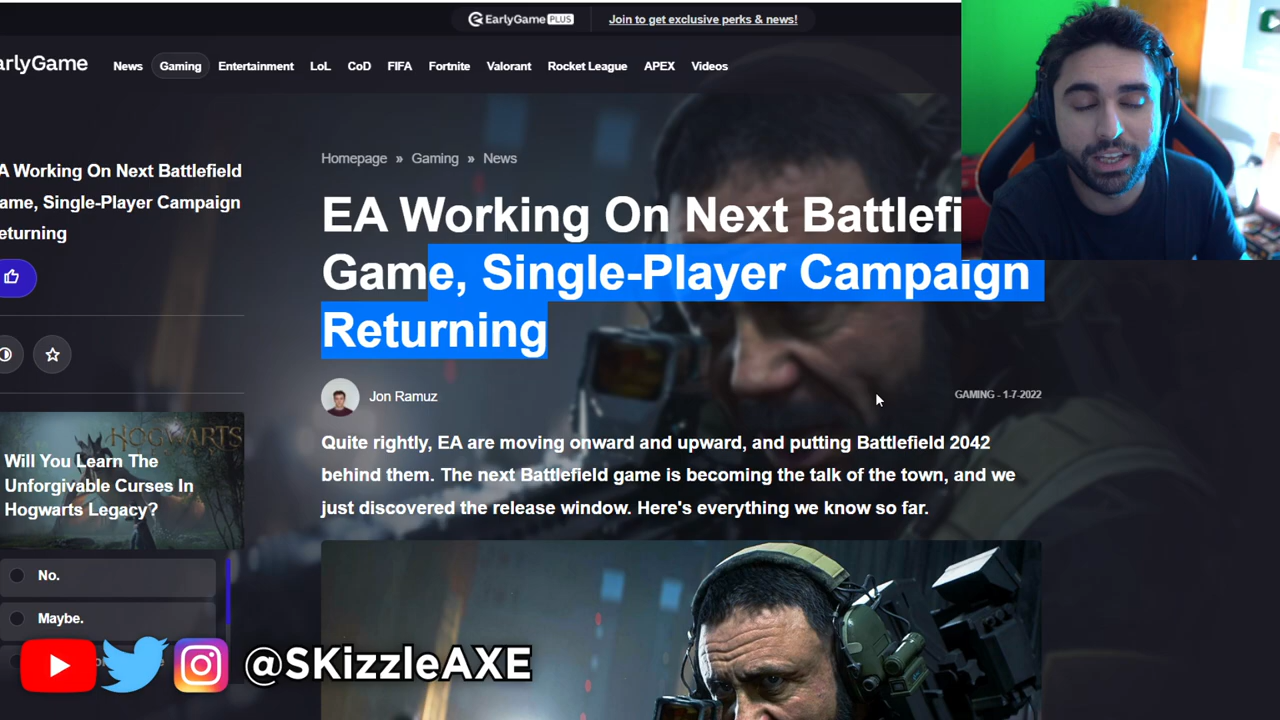 EarlyGame PLUS
Join to get exclusive perks & news!
arlyGame
News
Gaming
Entertainment
LoL
CoD
FIFA
Fortnite
Valorant
Rocket League
APEX
Videos
Homepage » Gaming » News
A Working On Next Battlefield
ame, Single-Player Campaign
eturning
EA Working On Next Battlefi
Game, Single-Player Campaign
Returning
Jon Ramuz
GAMING - 1-7-2022
Quite rightly, EA are moving onward and upward, and putting Battlefield 2042
behind them. The next Battlefield game is becoming the talk of the town, and we
just discovered the release window. Here's everything we know so far.
HOGWARTS
Will You Learn The
Unforgivable Curses In
Hogwarts Legacy?
No.
Maybe.
@SKizzleAXE